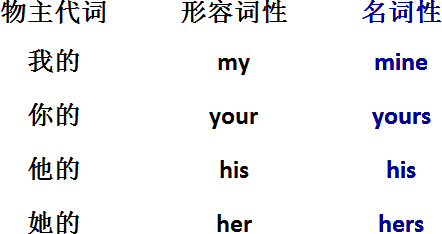 物主代词 形容词性 名词性
我的 my mine
你的 your yours
他的 his his
她的 her hers